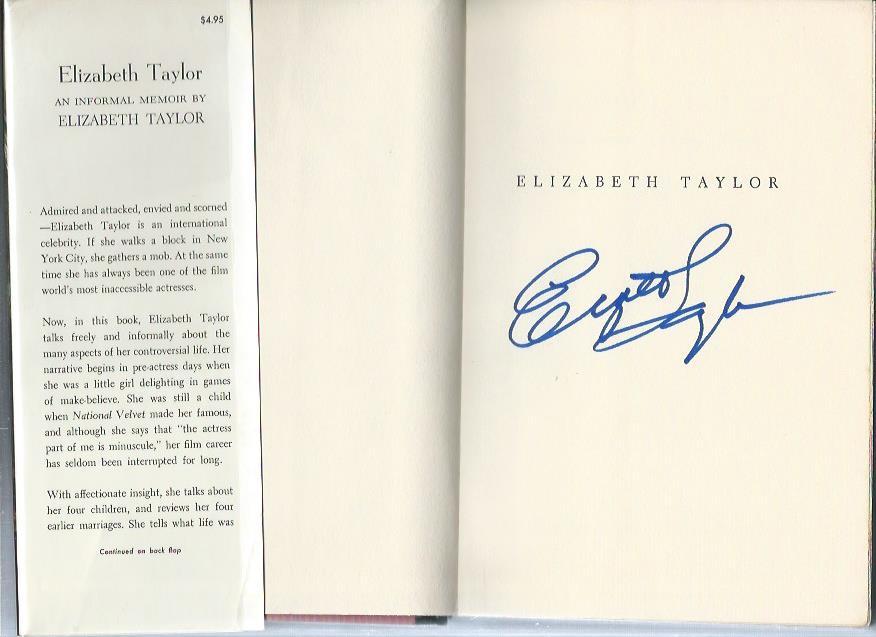 $4.95
Elizabeth Taylor
AN INFORMAL MEMOIR BY
ELIZABETH TAYLOR
Admired and attacked, envied and scorned
—Elizabeth Taylor is an international
celebrity. If she walks a block in New
York City, she gathers a mob. At the same
time she has always been one of the film
world's most inaccessible actresses.
Now, in this book, Elizabeth Taylor
talks freely and informally about the
many aspects of her controversial life. Her
narrative begins in pre-actress days when
she was a little girl delighting in games
of make-believe. She was still a child
when National Velvet made her famous,
and although she says that "the actress
part of me is minuscule," her film career
has seldom been interrupted for long.
With affectionate insight, she talks about
her four children, and reviews her four
earlier marriages. She tells what life was
Continued on back flap
ELIZABETH TAYLOR